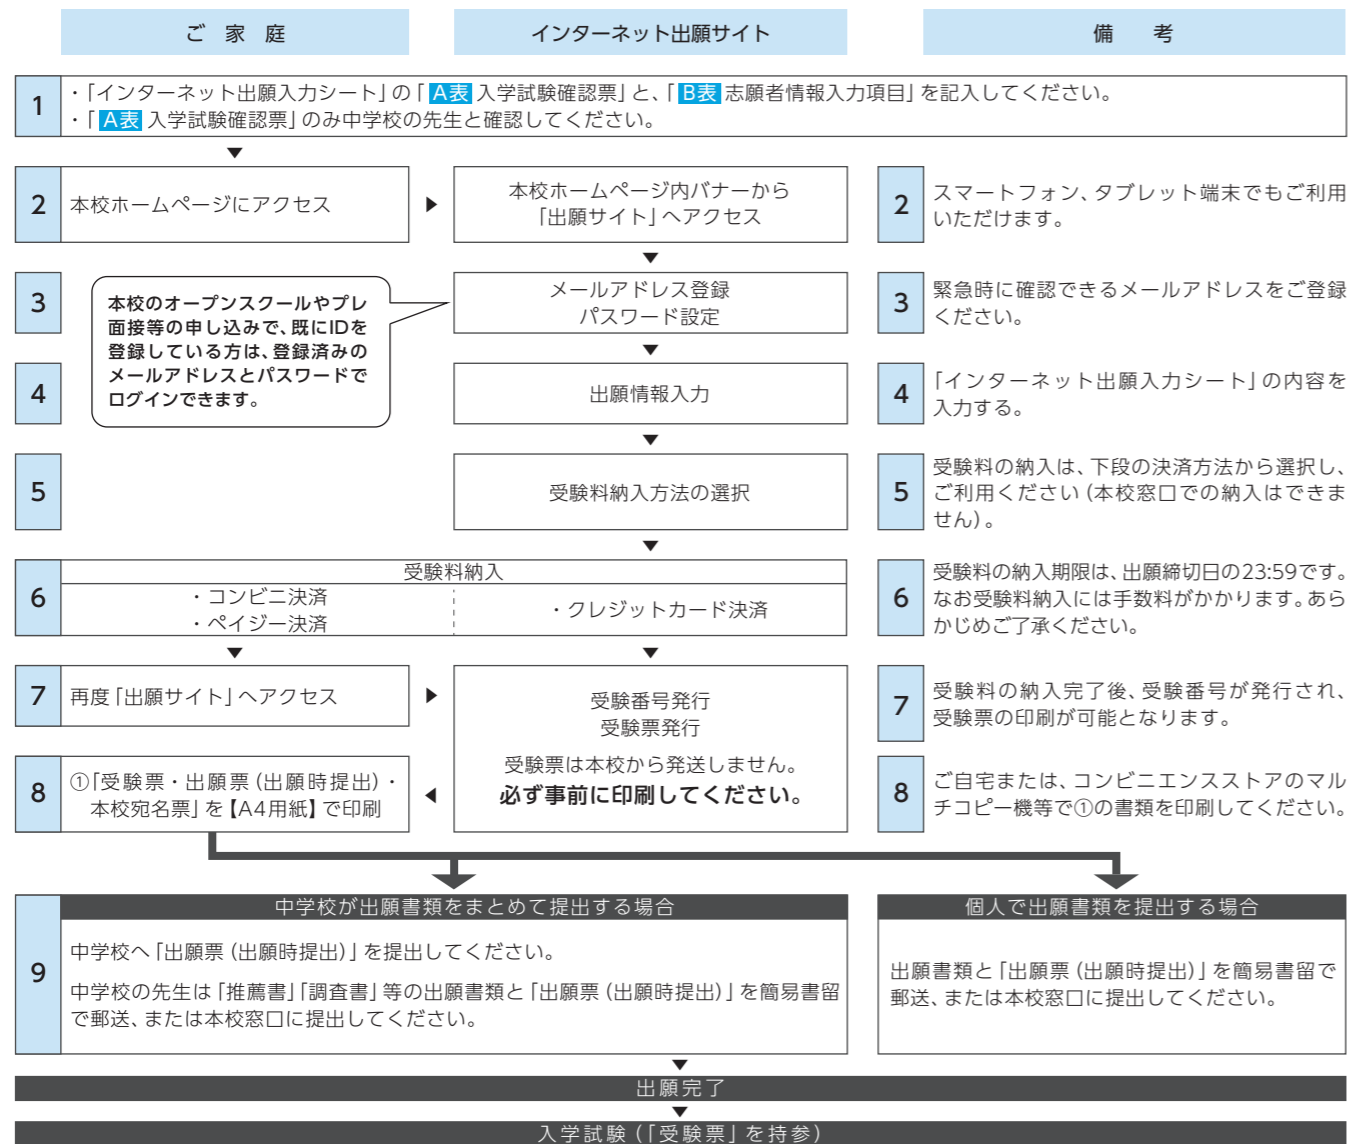 ご 家 庭
インターネット出願サイト
備 考
1
・「インターネット出願入力シート」の「A表 入学試験確認票」と、「B表 志願者情報入力項目」を記入してください。
・「A表 入学試験確認票」のみ中学校の先生と確認してください。
▼
2
本校ホームページにアクセス
▶
本校ホームページ内バナーから
「出願サイト」へアクセス
2
スマートフォン、タブレット端末でもご利用
いただけます。
▼
3
本校のオープンスクールやプレ
面接等の申し込みで、既にIDを
登録している方は、登録済みの
メールアドレスとパスワードで
ログインできます。
メールアドレス登録
パスワード設定
3
緊急時に確認できるメールアドレスをご登録
ください。
▼
4
出願情報入力
4
「インターネット出願入力シート」の内容を
入力する。
▼
5
受験料納入方法の選択
5
受験料の納入は、下段の決済方法から選択し、
ご利用ください(本校窓口での納入はできま
せん)。
▼
6
受験料納入
・コンビニ決済
・ペイジー決済
・クレジットカード決済
6
受験料の納入期限は、出願締切日の23:59です。
なお受験料納入には手数料がかかります。あら
かじめご了承ください。
▼
▼
7
再度「出願サイト」へアクセス
▶
受験番号発行
受験票発行
受験票は本校から発送しません。
必ず事前に印刷してください。
7
受験料の納入完了後、受験番号が発行され、
受験票の印刷が可能となります。
8
①「受験票・出願票(出願時提出)・
本校宛名票」を【A4用紙】で印刷
◀
8
ご自宅または、コンビニエンスストアのマル
チコピー機等で①の書類を印刷してください。
9
中学校が出願書類をまとめて提出する場合
中学校へ「出願票(出願時提出)」を提出してください。
中学校の先生は「推薦書」「調査書」等の出願書類と「出願票(出願時提出)」を簡易書留
で郵送、または本校窓口に提出してください。
個人で出願書類を提出する場合
出願書類と「出願票(出願時提出)」を簡易書留で
郵送、または本校窓口に提出してください。
▼
出願完了
▼
入学試験(「受験票」を持参)